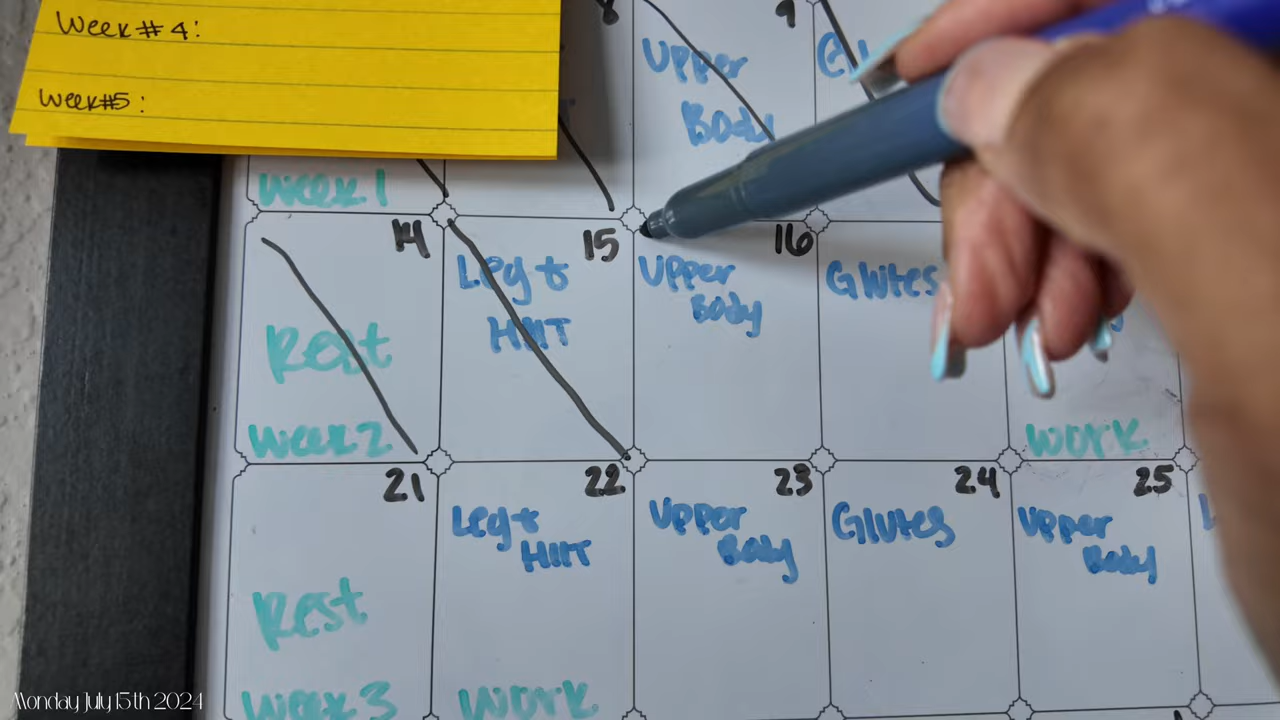 Week# 4:
Week#5:
8
9
Upper
Body
Week 1
14
15
16
Leg +
HIIT
Upper
Body
Glutes
Rest
Week 2
Work
21
22
23
24
25
Leg +
HIIT
Upper
Body
Glutes
Upper
Body
Rest
Week 3
Work
Monday July 15th 2024